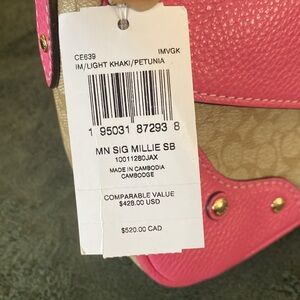 CE639 IMVGK
IM/LIGHT KHAKI/PETUNIA
1 95031 87293 8
MN SIG MILLIE SB
10011280JAX
MADE IN CAMBODIA
CAMBODGE
COMPARABLE VALUE
$428.00 USD
$520.00 CAD